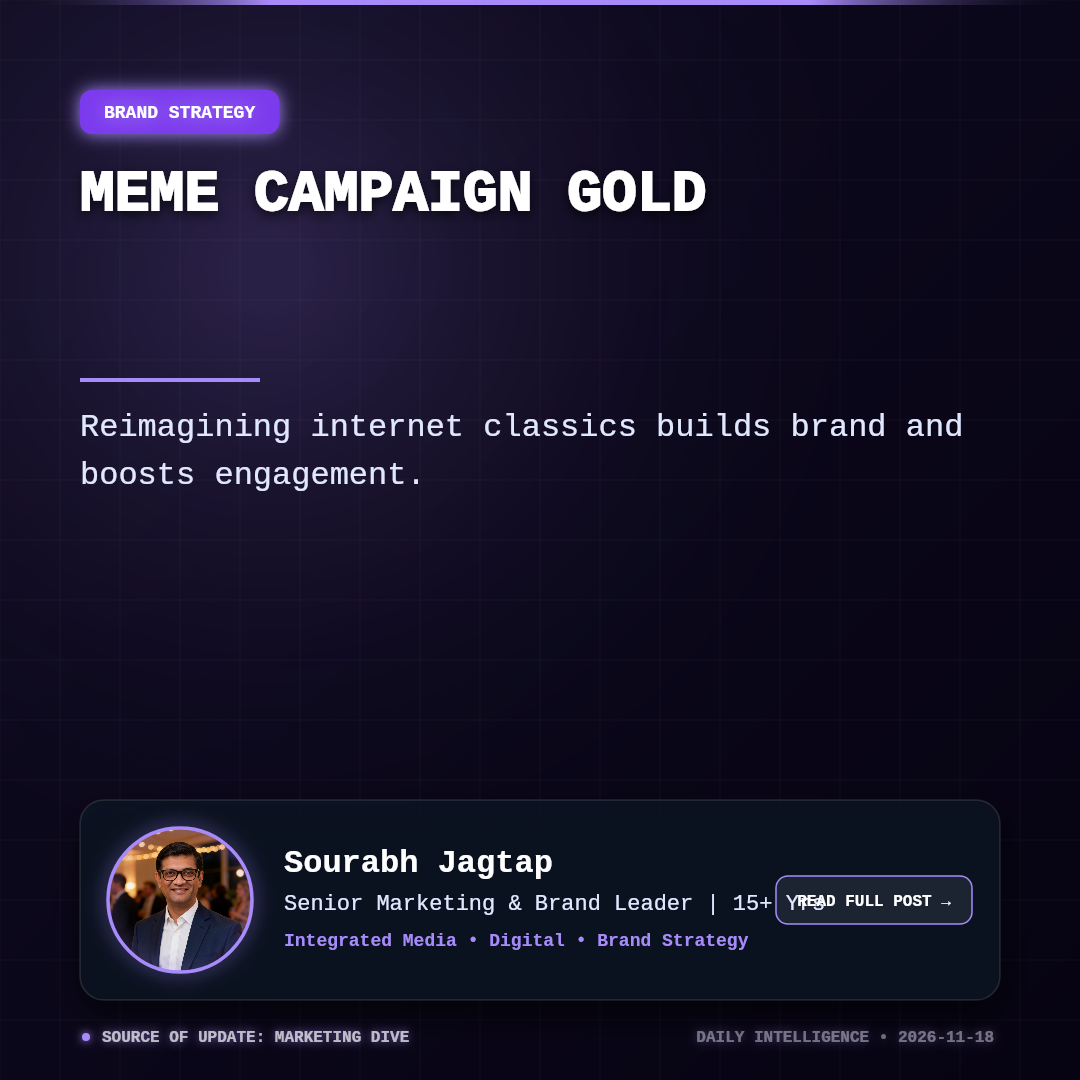 BRAND STRATEGY
MEME CAMPAIGN GOLD
Reimagining internet classics builds brand and
boosts engagement.
Sourabh Jagtap
Senior Marketing & Brand Leader | 15+ Yrs
READ FULL POST →
Integrated Media • Digital • Brand Strategy
SOURCE OF UPDATE: MARKETING DIVE
DAILY INTELLIGENCE • 2026-11-18